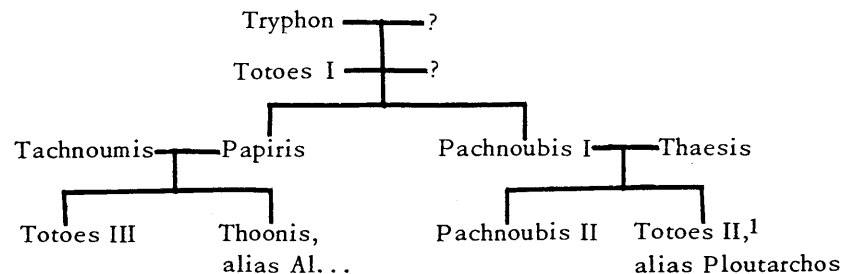 Tryphon ?
Totoes I ?
Tachnoumis Papiris Pachnoubis I Thaesis
Totoes III Thoonis, Pachnoubis II Totoes II,¹
alias Al... alias Ploutarchos